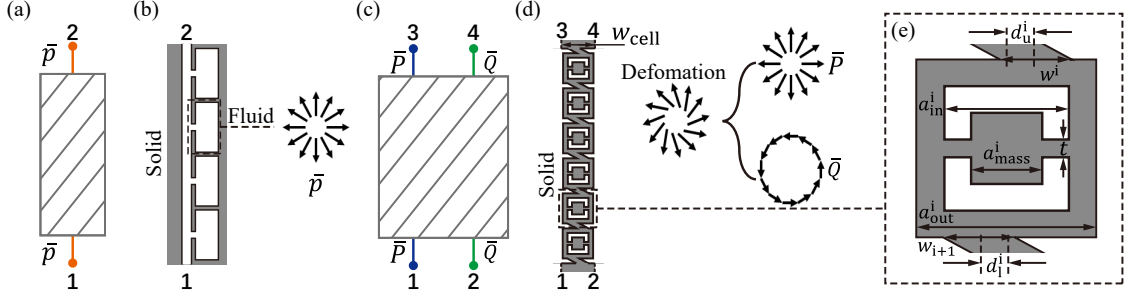 (a)
2
p̄
p̄
1
(b)
2
Solid
Fluid
p̄
1
(c)
3 4
P̄ Q̄
P̄ Q̄
1 2
(d)
3 4
w_cell
Solid
1 2
Defomation
P̄
Q̄
(e)
d_u^i
w^i
a_in^i
t
a_mass^i
a_out^i
w_{i+1}
d_l^i